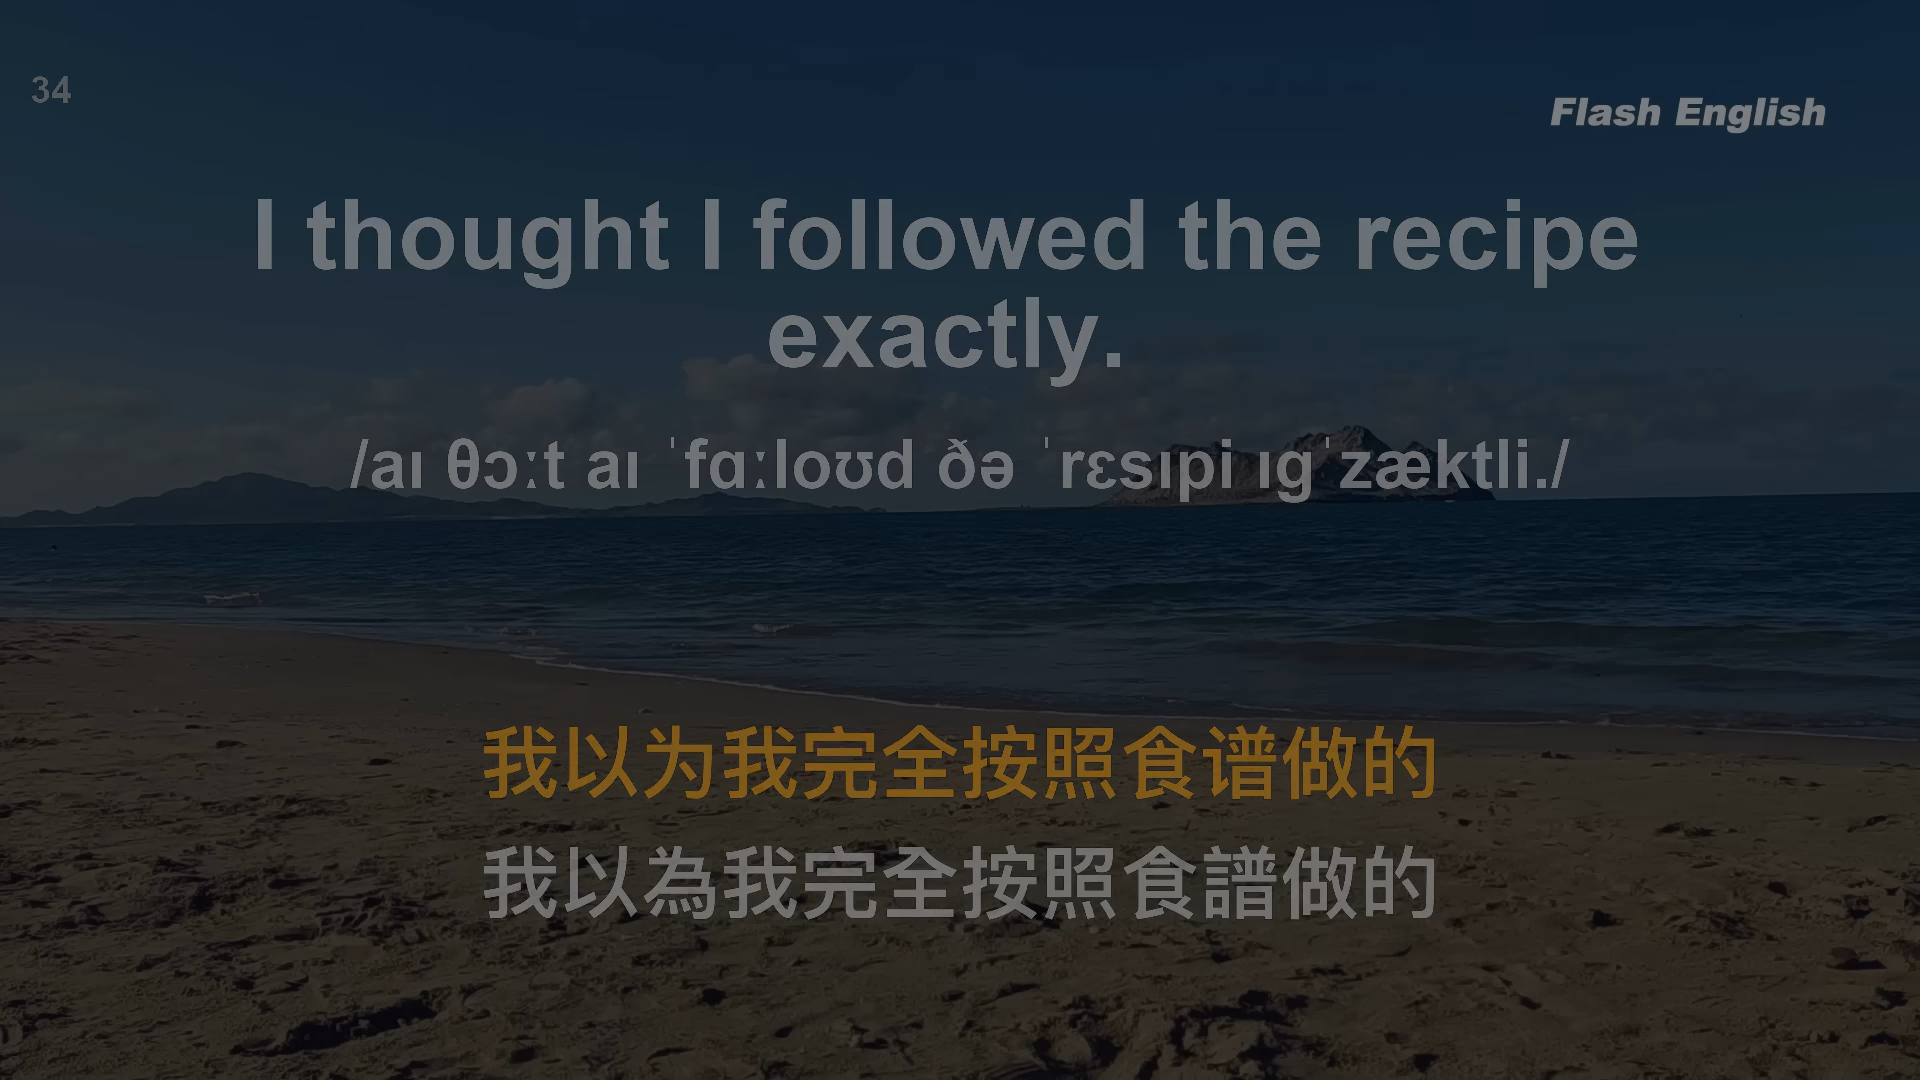 34
Flash English
I thought I followed the recipe
exactly.
/aɪ θɔːt aɪ ˈfɑːloʊd ðə ˈrɛsɪpi ɪɡˈzæktli./
我以为我完全按照食谱做的
我以為我完全按照食譜做的